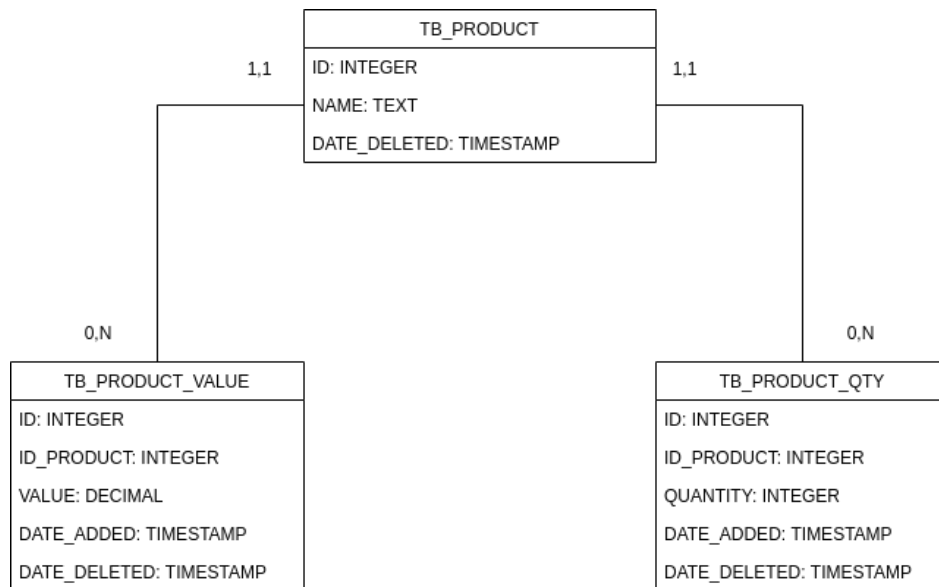 TB_PRODUCT
1,1
ID: INTEGER
1,1
NAME: TEXT
DATE_DELETED: TIMESTAMP
0,N
0,N
TB_PRODUCT_VALUE
ID: INTEGER
ID_PRODUCT: INTEGER
VALUE: DECIMAL
DATE_ADDED: TIMESTAMP
DATE_DELETED: TIMESTAMP
TB_PRODUCT_QTY
ID: INTEGER
ID_PRODUCT: INTEGER
QUANTITY: INTEGER
DATE_ADDED: TIMESTAMP
DATE_DELETED: TIMESTAMP